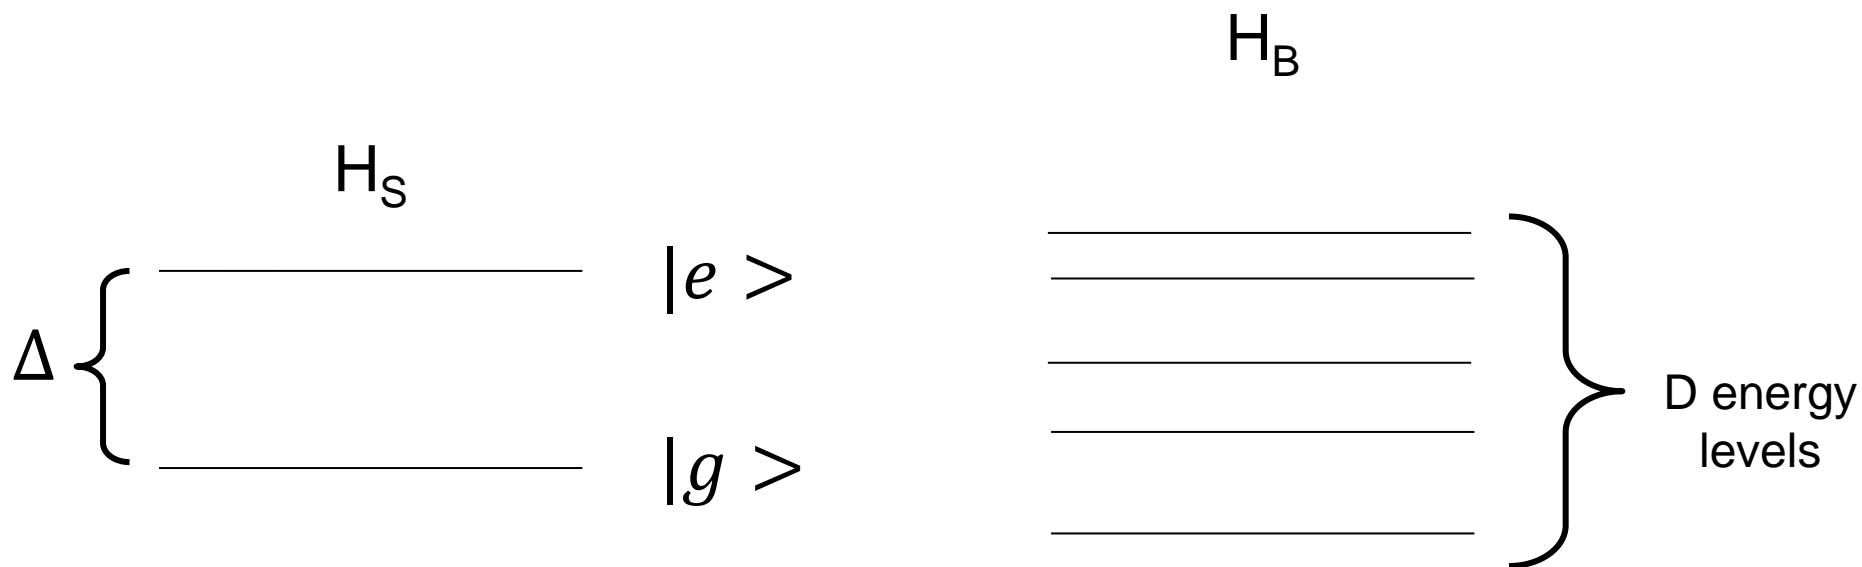 H_B
H_S
|e >
Δ
D energy
levels
|g >